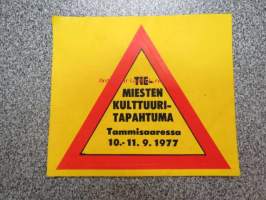 TIE-
MIESTEN
KULTTUURI-
TAPAHTUMA
Tammisaaressa
10.-11. 9. 1977